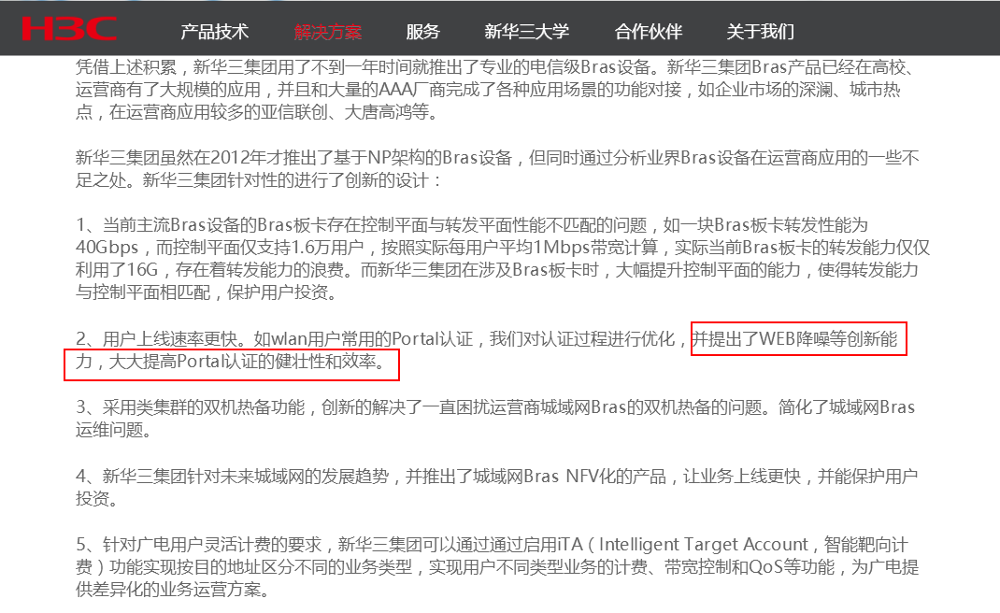 H3C 产品技术 解决方案 服务 新华三大学 合作伙伴 关于我们
凭借上述积累，新华三集团用了不到一年时间就推出了专业的电信级Bras设备。新华三集团Bras产品已经在高校、
运营商有了大规模的应用，并且和大量的AAA厂商完成了各种应用场景的功能对接，如企业市场的深澜、城市热
点，在运营商应用较多的亚信联创、大唐高鸿等。
新华三集团虽然在2012年才推出了基于NP架构的Bras设备，但同时通过分析业界Bras设备在运营商应用的一些不
足之处。新华三集团针对性的进行了创新的设计：
1、当前主流Bras设备的Bras板卡存在控制平面与转发平面性能不匹配的问题，如一块Bras板卡转发性能为
40Gbps，而控制平面仅支持1.6万用户，按照实际每用户平均1Mbps带宽计算，实际当前Bras板卡的转发能力仅仅
利用了16G，存在着转发能力的浪费。而新华三集团在涉及Bras板卡时，大幅提升控制平面的能力，使得转发能力
与控制平面相匹配，保护用户投资。
2、用户上线速率更快。如wlan用户常用的Portal认证，我们对认证过程进行优化，并提出了WEB降噪等创新能
力，大大提高Portal认证的健壮性和效率。
3、采用类集群的双机热备功能，创新的解决了一直困扰运营商城域网Bras的双机热备的问题。简化了城域网Bras
运维问题。
4、新华三集团针对未来城域网的发展趋势，并推出了城域网Bras NFV化的产品，让业务上线更快，并能保护用户
投资。
5、针对广电用户灵活计费的要求，新华三集团可以通过通过启用iTA（Intelligent Target Account，智能靶向计
费）功能实现按目的地址区分不同的业务类型，实现用户不同类型业务的计费、带宽控制和QoS等功能，为广电提
供差异化的业务运营方案。